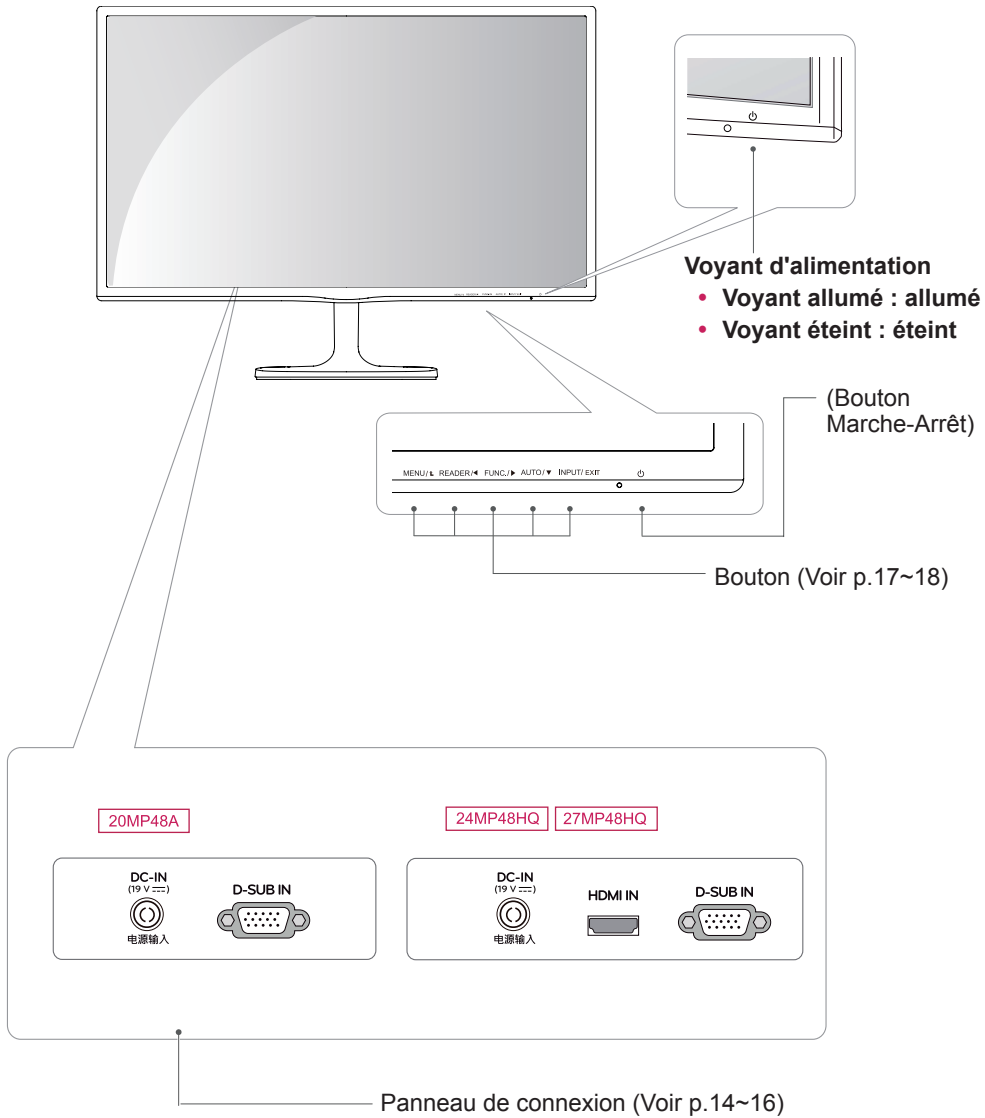 Voyant d'alimentation
• Voyant allumé : allumé
• Voyant éteint : éteint
(Bouton
Marche-Arrêt)
MENU/ READER/◀ FUNC./▶ AUTO/▼ INPUT/ EXIT
Bouton (Voir p.17~18)
20MP48A
DC-IN
(19 V ⎓)
电源输入
D-SUB IN
24MP48HQ 27MP48HQ
DC-IN
(19 V ⎓)
电源输入
HDMI IN
D-SUB IN
Panneau de connexion (Voir p.14~16)